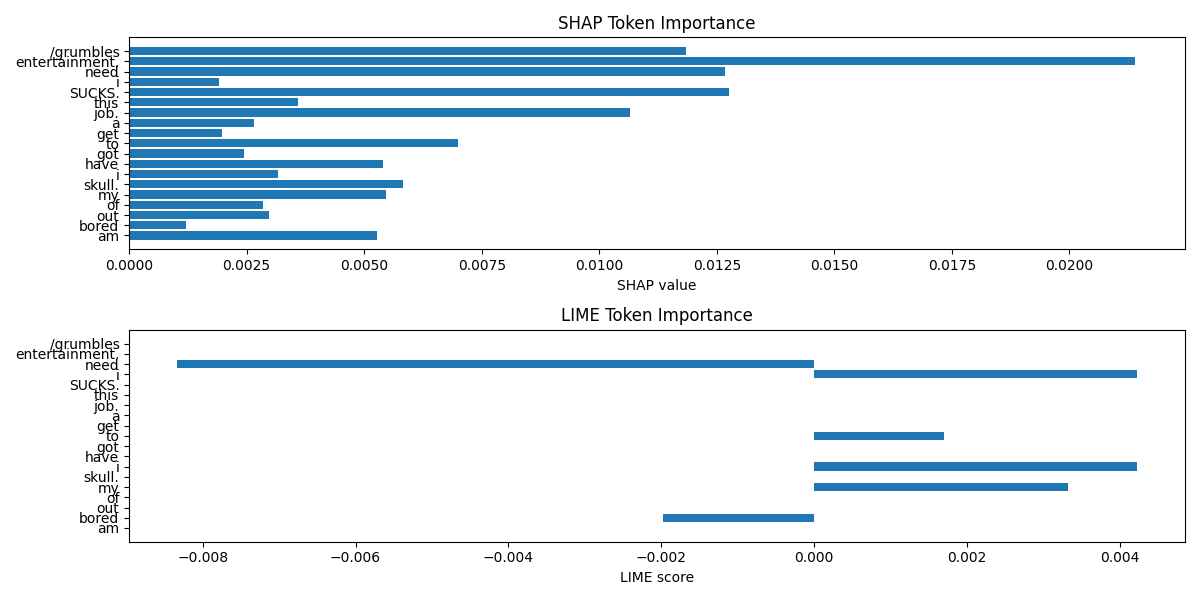 SHAP Token Importance
/grumbles
entertainment,
need
i
SUCKS.
this
job.
a
get
to
got
have
i
skull.
my
of
out
bored
am
0.0000 0.0025 0.0050 0.0075 0.0100 0.0125 0.0150 0.0175 0.0200
SHAP value
LIME Token Importance
/grumbles
entertainment,
need
i
SUCKS.
this
job.
a
get
to
got
have
i
skull.
my
of
out
bored
am
−0.008 −0.006 −0.004 −0.002 0.000 0.002 0.004
LIME score